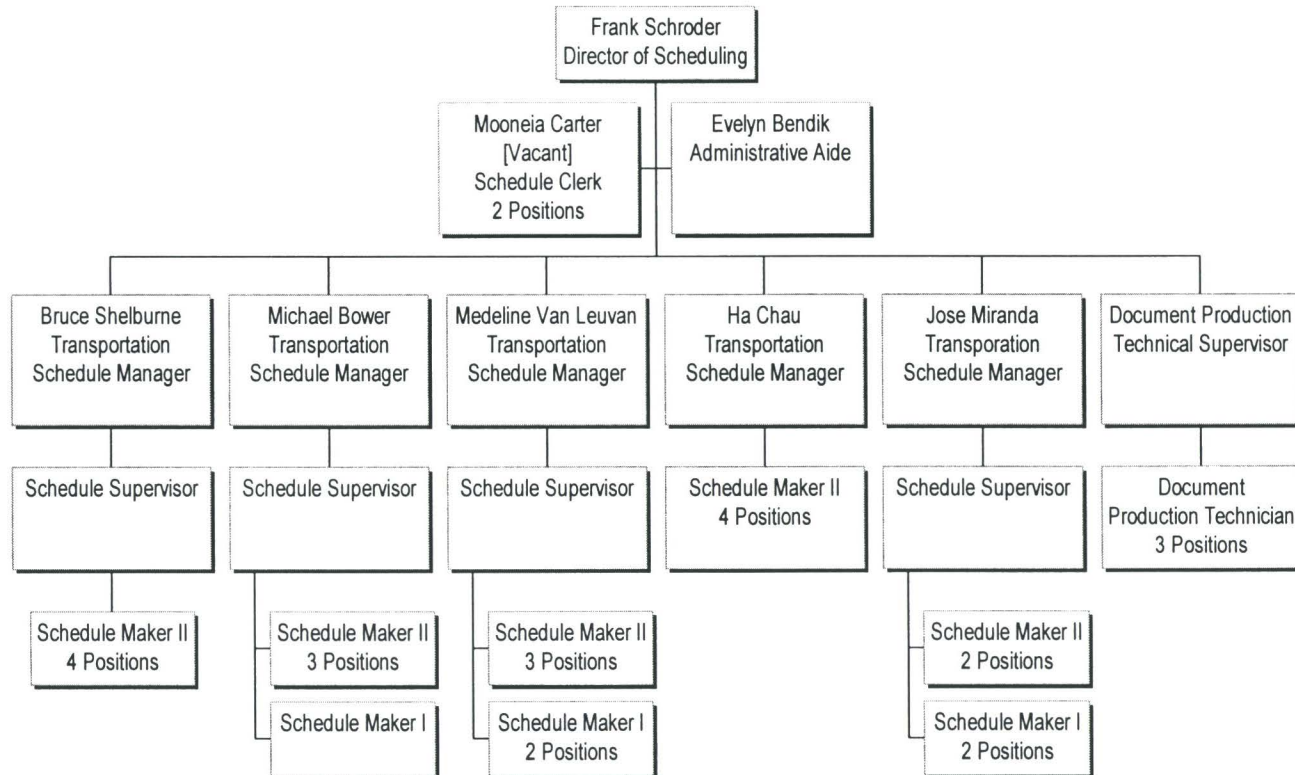 Frank Schroder
Director of Scheduling
Mooneia Carter
[Vacant]
Schedule Clerk
2 Positions
Evelyn Bendik
Administrative Aide
Bruce Shelburne
Transportation
Schedule Manager
Michael Bower
Transportation
Schedule Manager
Medeline Van Leuvan
Transportation
Schedule Manager
Ha Chau
Transportation
Schedule Manager
Jose Miranda
Transporation
Schedule Manager
Document Production
Technical Supervisor
Schedule Supervisor
Schedule Supervisor
Schedule Supervisor
Schedule Maker II
4 Positions
Schedule Supervisor
Document
Production Technician
3 Positions
Schedule Maker II
4 Positions
Schedule Maker II
3 Positions
Schedule Maker II
3 Positions
Schedule Maker II
2 Positions
Schedule Maker I
Schedule Maker I
2 Positions
Schedule Maker I
2 Positions